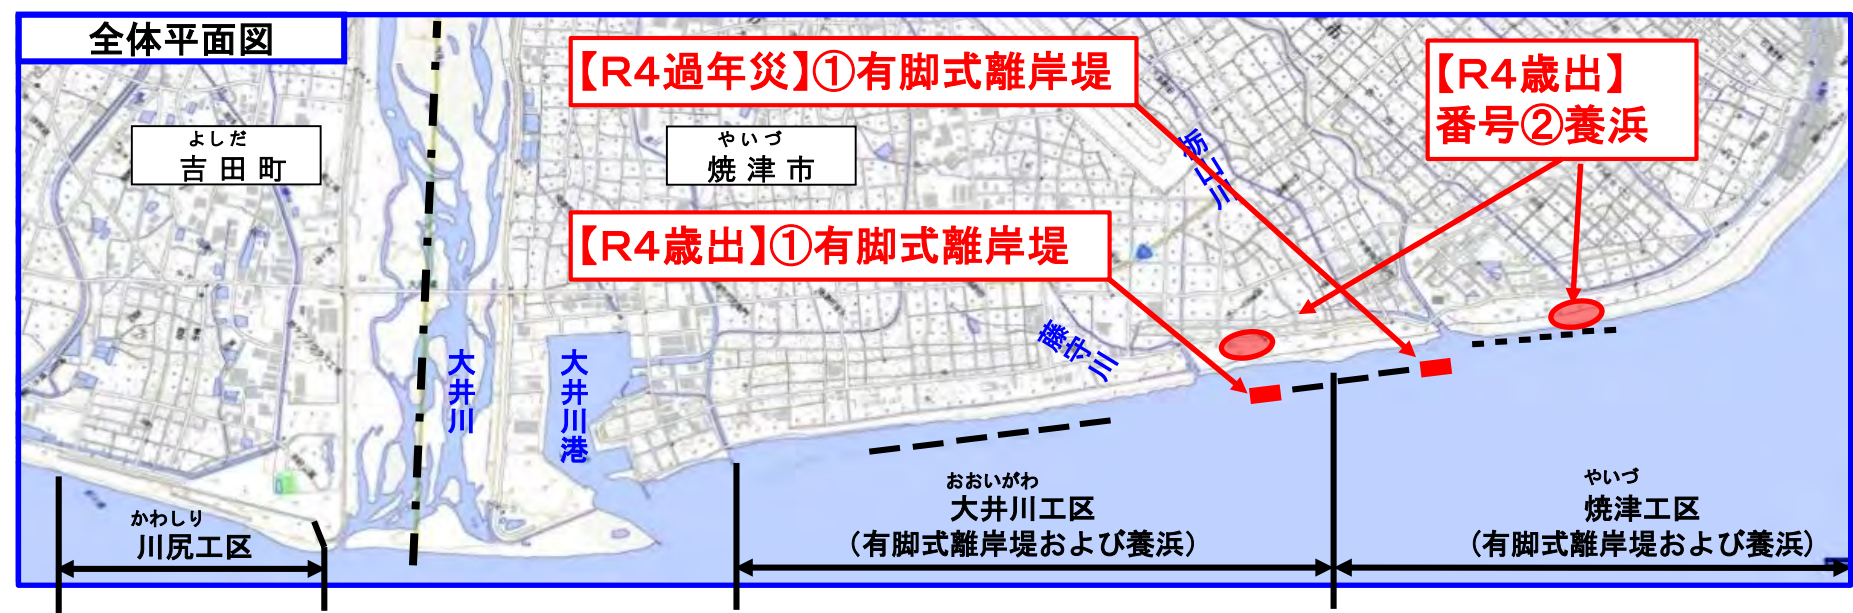 全体平面図
【R4過年災】①有脚式離岸堤
【R4歳出】
番号②養浜
よしだ
吉田町
やいづ
焼津市
栃山川
【R4歳出】①有脚式離岸堤
藤守川
大井川
大井川港
おおいがわ
大井川工区
(有脚式離岸堤および養浜)
やいづ
焼津工区
(有脚式離岸堤および養浜)
かわしり
川尻工区